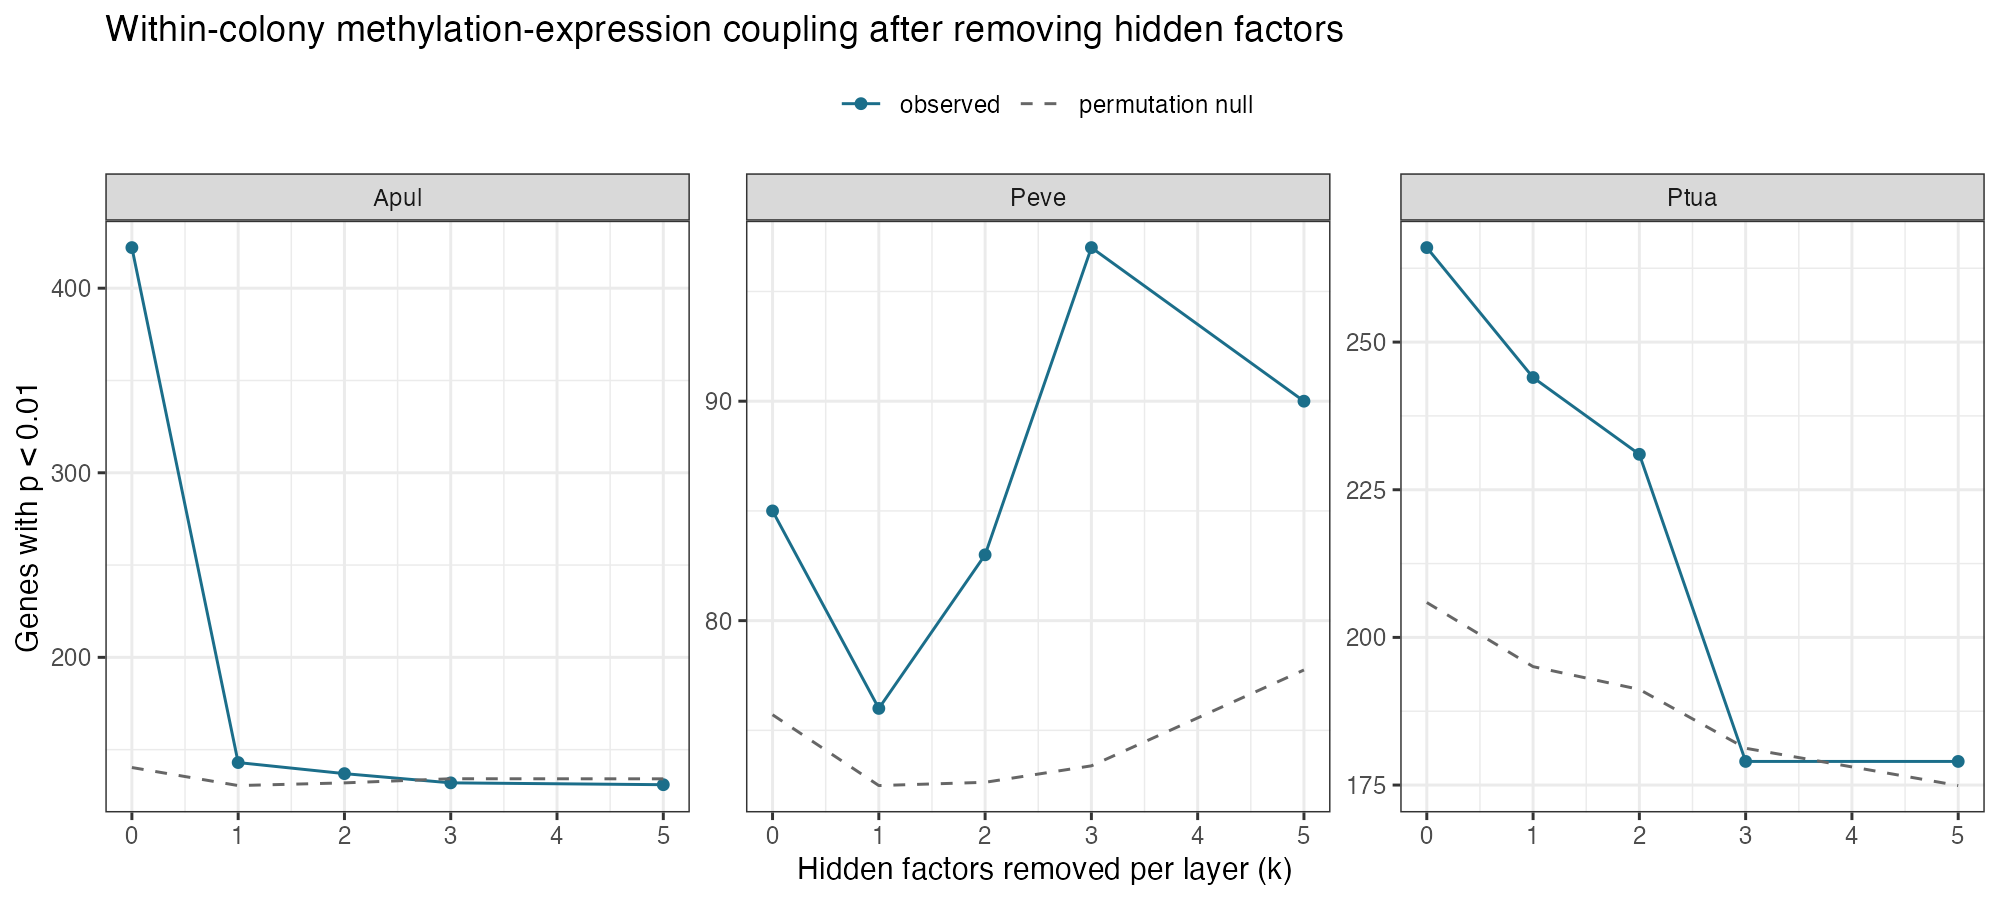 Within-colony methylation-expression coupling after removing hidden factors
observed permutation null
Apul Peve Ptua
Genes with p < 0.01
400
300
200
90
80
250
225
200
175
0 1 2 3 4 5
0 1 2 3 4 5
0 1 2 3 4 5
Hidden factors removed per layer (k)